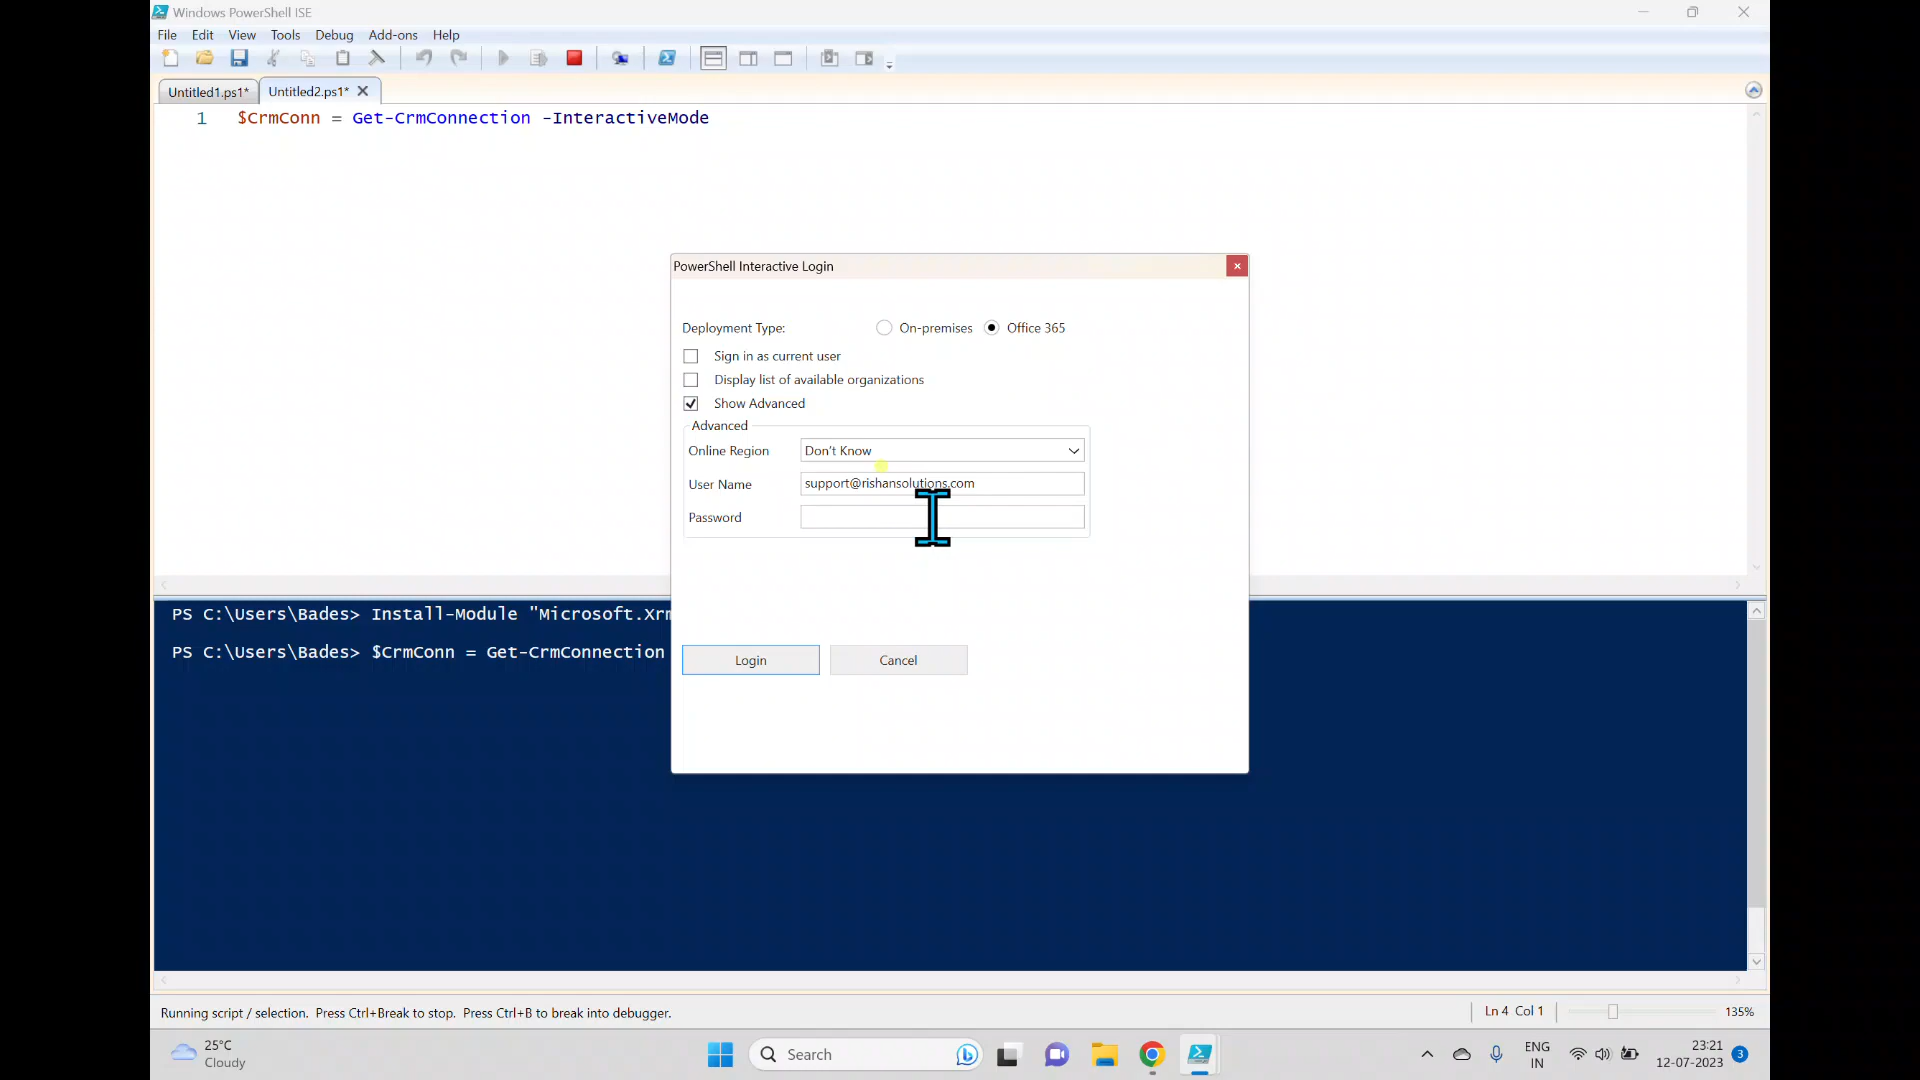 Windows PowerShell ISE
File Edit View Tools Debug Add-ons Help
Untitled1.ps1* Untitled2.ps1*
1 $CrmConn = Get-CrmConnection -InteractiveMode
PowerShell Interactive Login
Deployment Type: On-premises Office 365
Sign in as current user
Display list of available organizations
Show Advanced
Advanced
Online Region Don't Know
User Name support@rishansolutions.com
Password
Login Cancel
PS C:\Users\Bades> Install-Module "Microsoft.Xrm
PS C:\Users\Bades> $CrmConn = Get-CrmConnection
Running script / selection. Press Ctrl+Break to stop. Press Ctrl+B to break into debugger.
Ln 4 Col 1 135%
25°C
Cloudy
Search
ENG
IN
23:21
12-07-2023
3